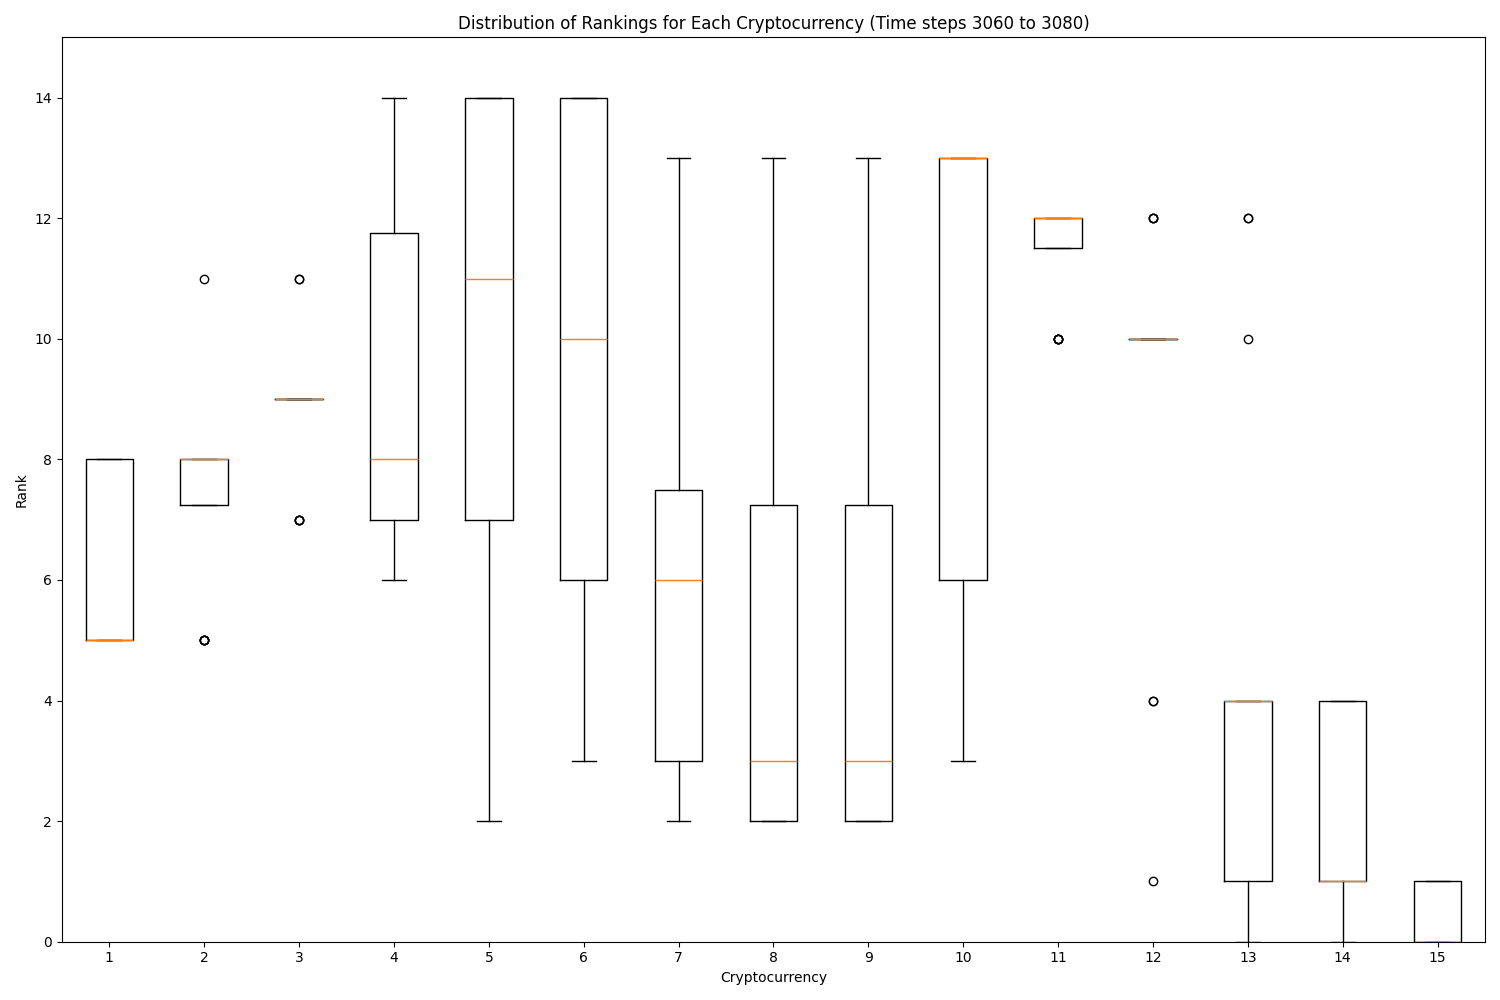 Distribution of Rankings for Each Cryptocurrency (Time steps 3060 to 3080)
14
12
10
8
6
4
2
0
Rank
1 2 3 4 5 6 7 8 9 10 11 12 13 14 15
Cryptocurrency